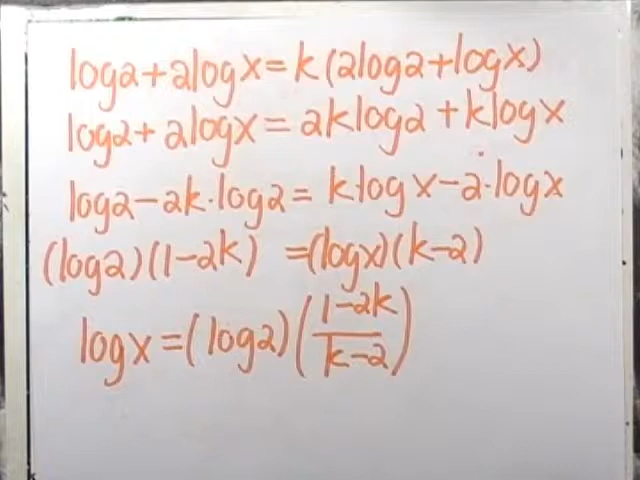 log2+2logx=k(2log2+logx)
log2+2logx=2klog2+klogx
log2-2k·log2=k·logx-2·logx
(log2)(1-2k)=(logx)(k-2)
logx=(log2)((1-2k)/(k-2))